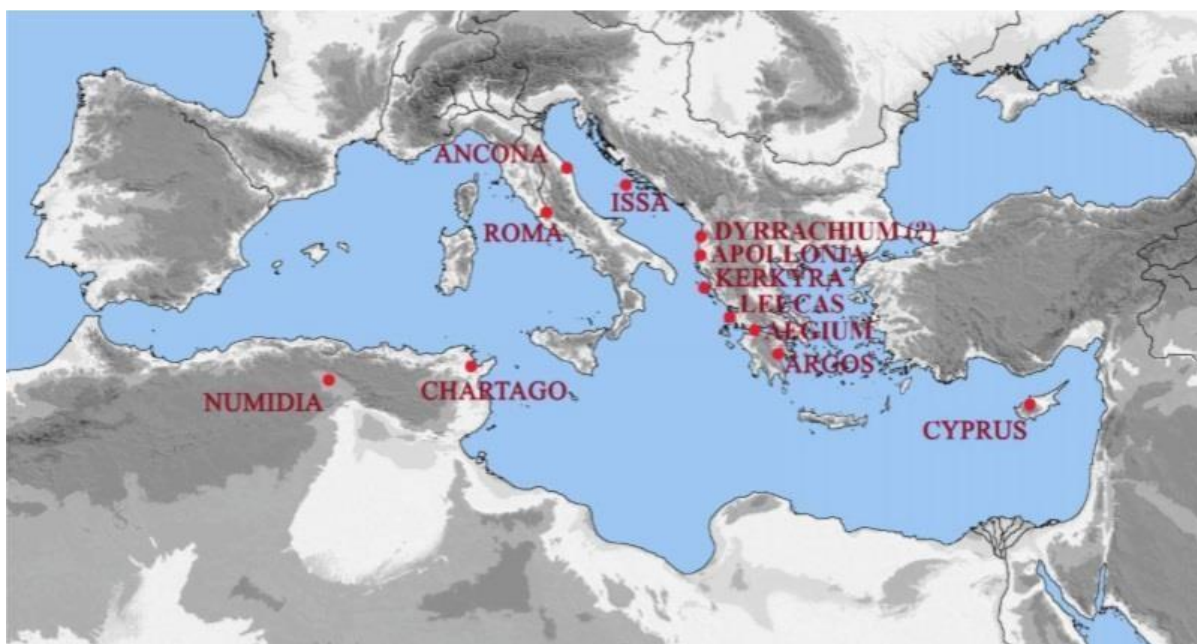 ANCONA
ISSA
ROMA
DYRRACHIUM (?)
APOLLONIA
KERKYRA
LEUCAS
AEGIUM
ARGOS
CHARTAGO
NUMIDIA
CYPRUS